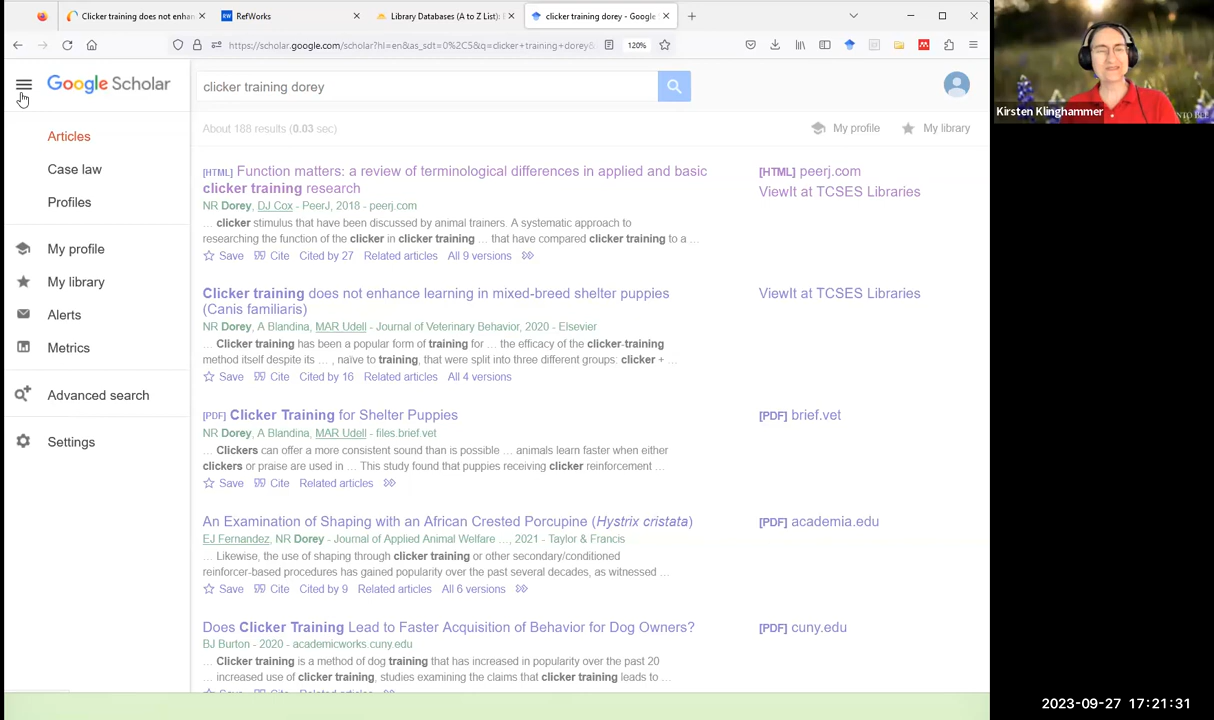 Clicker training does not enhan
RefWorks
Library Databases (A to Z List):
clicker training dorey - Google
https://scholar.google.com/scholar?hl=en&as_sdt=0%2C5&q=clicker+training+dorey&
120%
Google Scholar
clicker training dorey
Articles
Case law
Profiles
My profile
My library
Alerts
Metrics
Advanced search
Settings
About 188 results (0.03 sec)
My profile
My library
[HTML] Function matters: a review of terminological differences in applied and basic
clicker training research
NR Dorey, DJ Cox - PeerJ, 2018 - peerj.com
… clicker stimulus that have been discussed by animal trainers. A systematic approach to
researching the function of the clicker in clicker training … that have compared clicker training to a …
Save Cite Cited by 27 Related articles All 9 versions
[HTML] peerj.com
ViewIt at TCSES Libraries
Clicker training does not enhance learning in mixed-breed shelter puppies
(Canis familiaris)
NR Dorey, A Blandina, MAR Udell - Journal of Veterinary Behavior, 2020 - Elsevier
… Clicker training has been a popular form of training for … the efficacy of the clicker-training
method itself despite its … , naïve to training, that were split into three different groups: clicker + …
Save Cite Cited by 16 Related articles All 4 versions
ViewIt at TCSES Libraries
[PDF] Clicker Training for Shelter Puppies
NR Dorey, A Blandina, MAR Udell - files.brief.vet
… Clickers can offer a more consistent sound than is possible … animals learn faster when either
clickers or praise are used in … This study found that puppies receiving clicker reinforcement …
Save Cite Related articles
[PDF] brief.vet
An Examination of Shaping with an African Crested Porcupine (Hystrix cristata)
EJ Fernandez, NR Dorey - Journal of Applied Animal Welfare …, 2021 - Taylor & Francis
… Likewise, the use of shaping through clicker training or other secondary/conditioned
reinforcer-based procedures has gained popularity over the past several decades, as witnessed …
Save Cite Cited by 9 Related articles All 6 versions
[PDF] academia.edu
Does Clicker Training Lead to Faster Acquisition of Behavior for Dog Owners?
BJ Burton - 2020 - academicworks.cuny.edu
… Clicker training is a method of dog training that has increased in popularity over the past 20
… increased use of clicker training, studies examining the claims that clicker training leads to …
Save Cite Related articles
[PDF] cuny.edu
Kirsten Klinghammer
2023-09-27 17:21:31